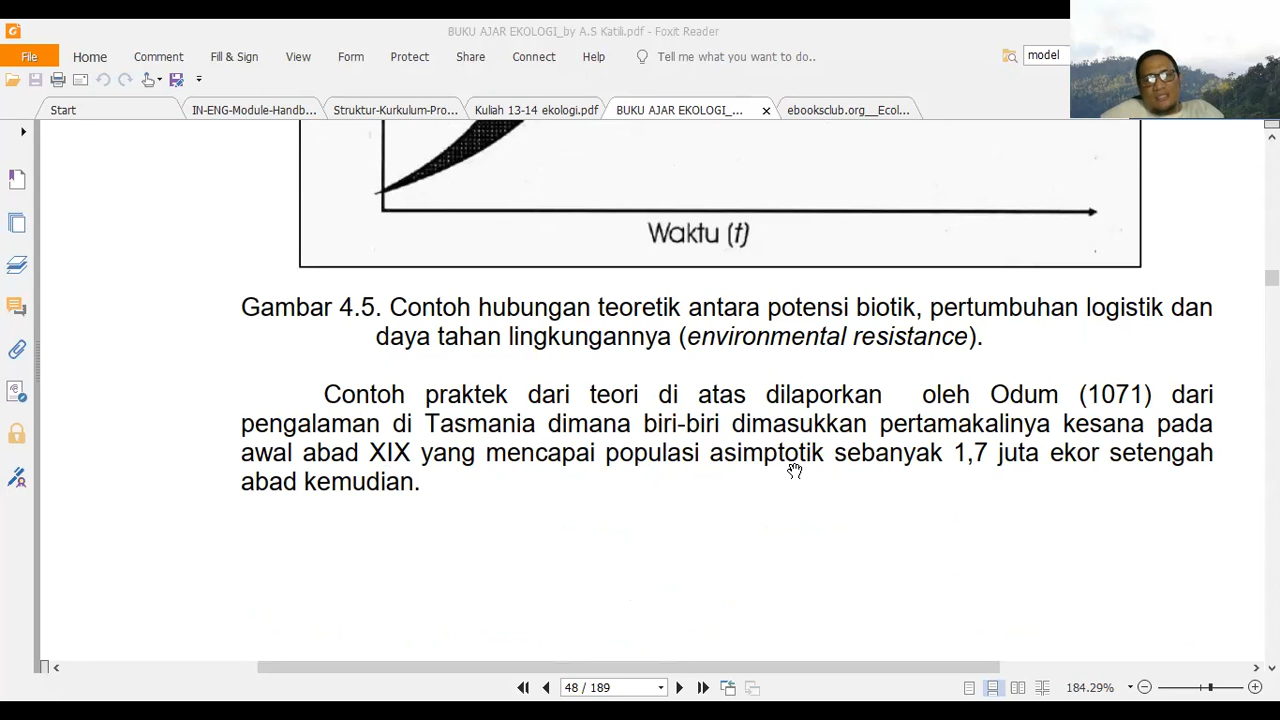 BUKU AJAR EKOLOGI_by A.S Katili.pdf - Foxit Reader
File Home Comment Fill & Sign View Form Protect Share Connect Help Tell me what you want to do.. model
Start IN-ENG-Module-Handb... Struktur-Kurkulum-Pro... Kuliah 13-14 ekologi.pdf BUKU AJAR EKOLOGI_... ebooksclub.org__Ecol...
Waktu (t)
Gambar 4.5. Contoh hubungan teoretik antara potensi biotik, pertumbuhan logistik dan
daya tahan lingkungannya (environmental resistance).
Contoh praktek dari teori di atas dilaporkan oleh Odum (1071) dari
pengalaman di Tasmania dimana biri-biri dimasukkan pertamakalinya kesana pada
awal abad XIX yang mencapai populasi asimptotik sebanyak 1,7 juta ekor setengah
abad kemudian.
48 / 189 184.29%